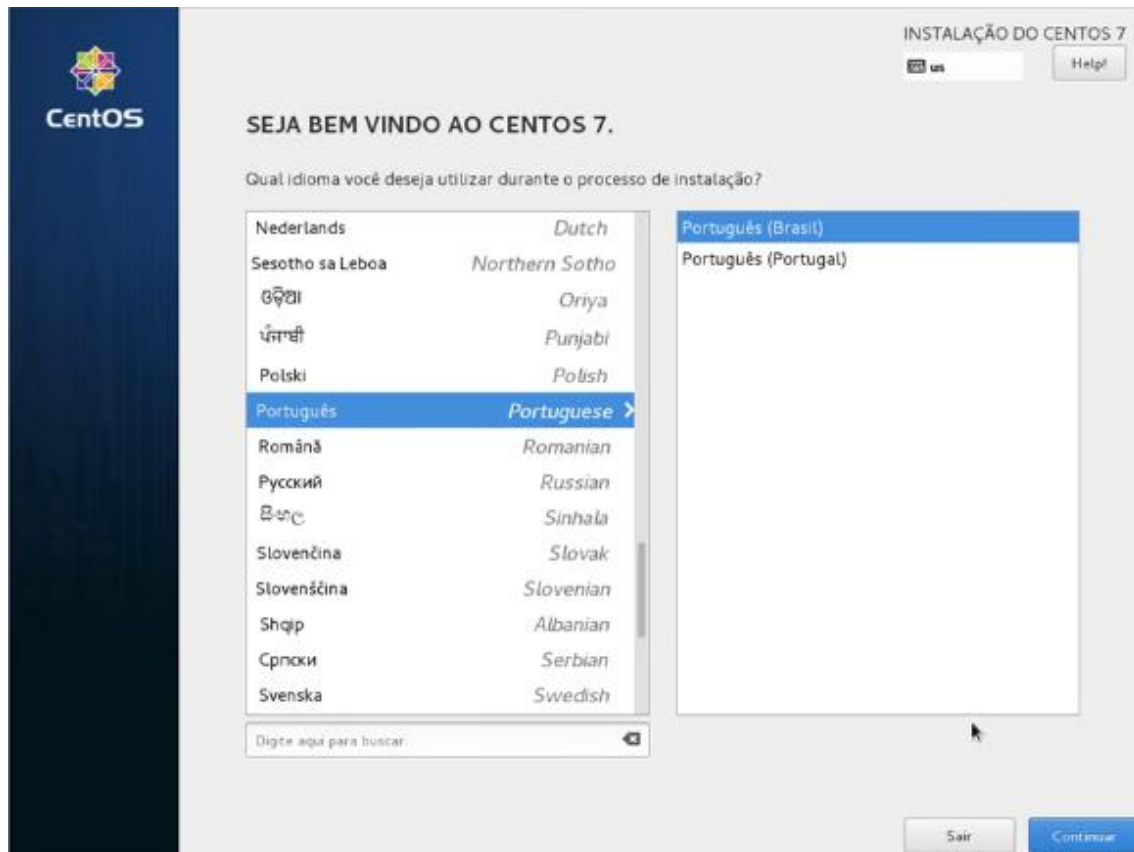 INSTALAÇÃO DO CENTOS 7
us
Help!
CentOS
SEJA BEM VINDO AO CENTOS 7.
Qual idioma você deseja utilizar durante o processo de instalação?
Nederlands Dutch
Sesotho sa Leboa Northern Sotho
ଓଡ଼ିଆ Oriya
ਪੰਜਾਬੀ Punjabi
Polski Polish
Português Portuguese
Română Romanian
Русский Russian
සිංහල Sinhala
Slovenčina Slovak
Slovenščina Slovenian
Shqip Albanian
Српски Serbian
Svenska Swedish
Português (Brasil)
Português (Portugal)
Digite aqui para buscar.
Sair
Continuar